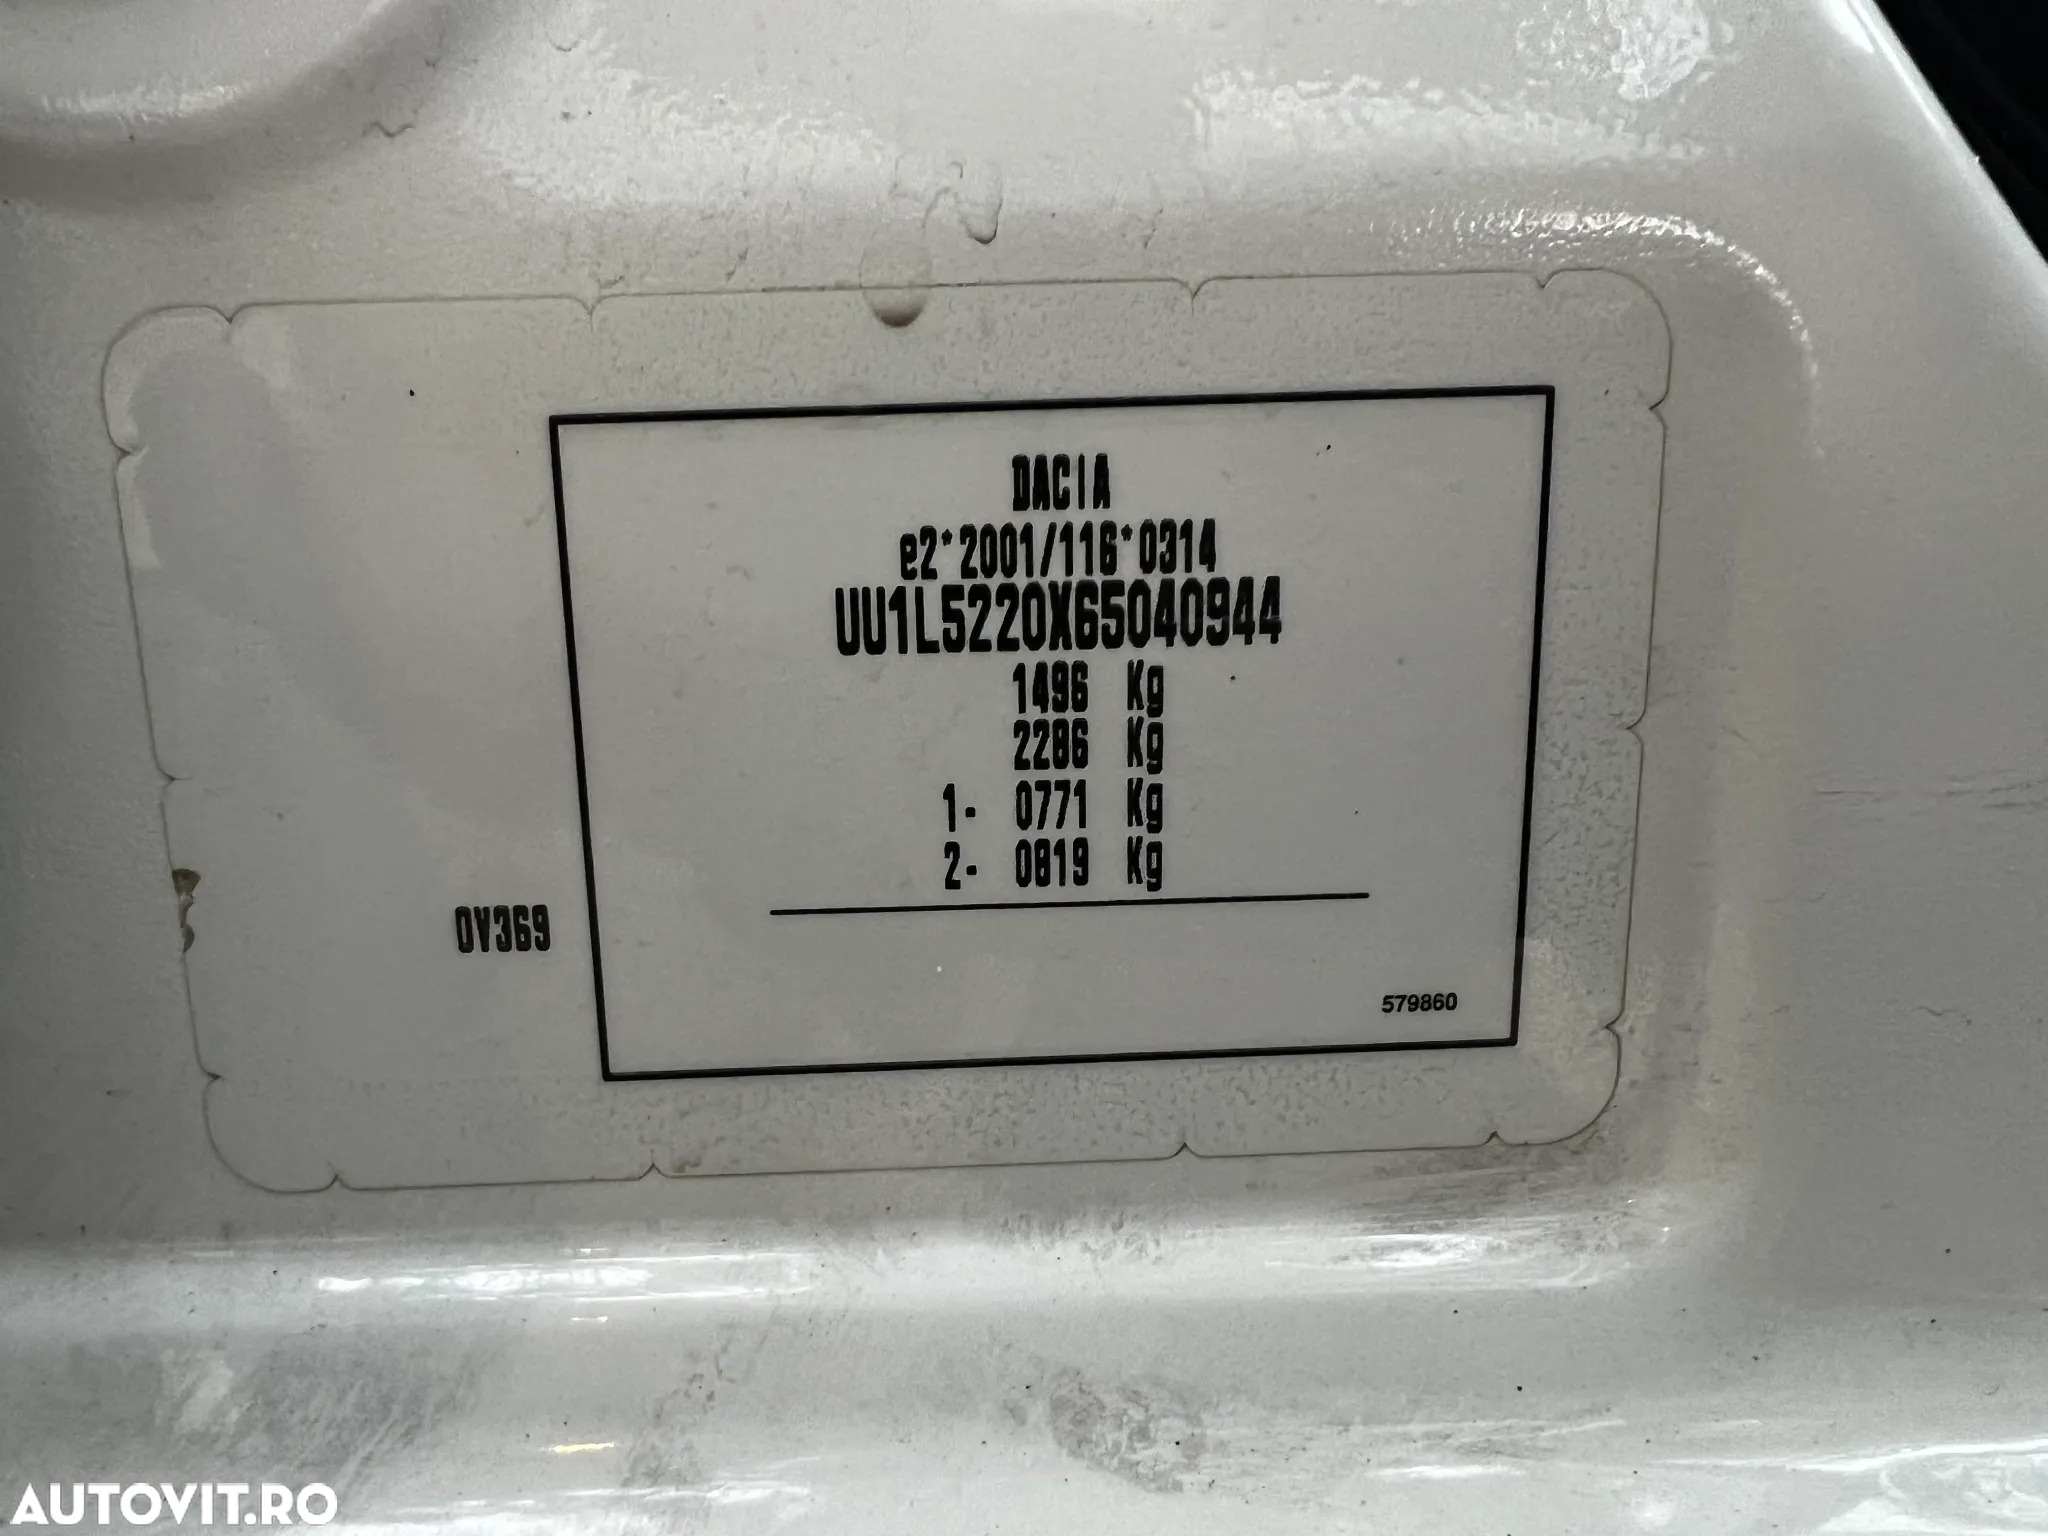 DACIA
e2*2001/116*0314
UU1L5220X65040944
1496 Kg
2286 Kg
1- 0771 Kg
2- 0819 Kg
OV369
579860
AUTOVIT.RO